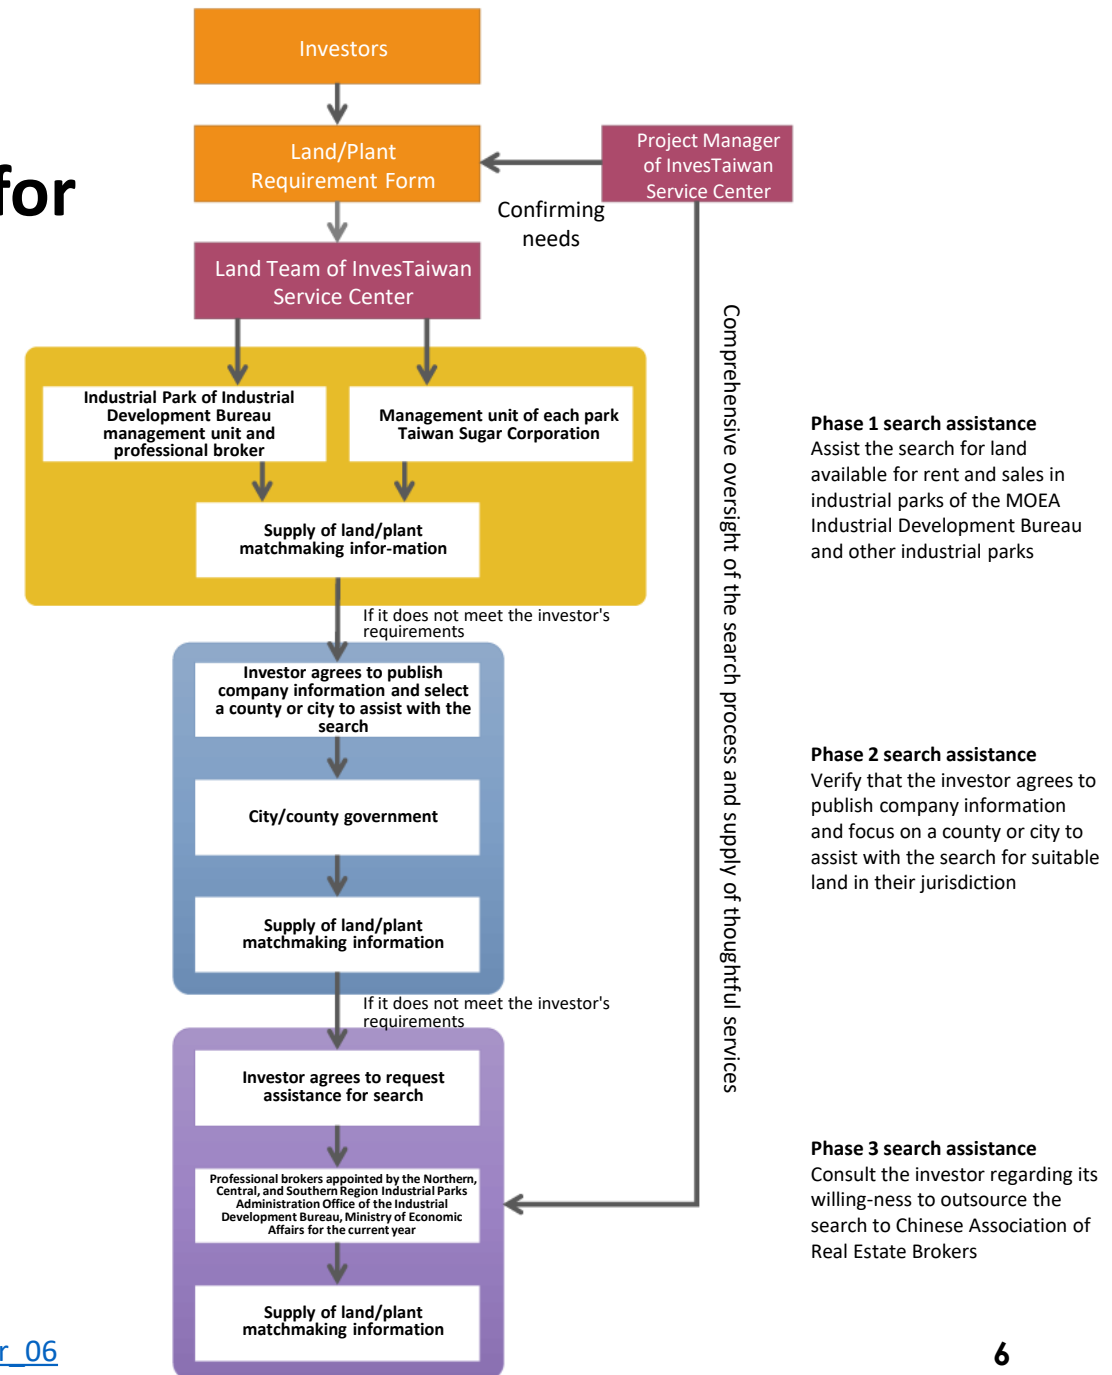 for
Investors
Land/Plant
Requirement Form
Project Manager
of InvesTaiwan
Service Center
Confirming
needs
Land Team of InvesTaiwan
Service Center
Industrial Park of Industrial
Development Bureau
management unit and
professional broker
Management unit of each park
Taiwan Sugar Corporation
Supply of land/plant
matchmaking infor-mation
If it does not meet the investor's
requirements
Investor agrees to publish
company information and select
a county or city to assist with the
search
City/county government
Supply of land/plant
matchmaking information
If it does not meet the investor's
requirements
Investor agrees to request
assistance for search
Professional brokers appointed by the Northern,
Central, and Southern Region Industrial Parks
Administration Office of the Industrial
Development Bureau, Ministry of Economic
Affairs for the current year
Supply of land/plant
matchmaking information
Comprehensive oversight of the search process and supply of thoughtful services
Phase 1 search assistance
Assist the search for land
available for rent and sales in
industrial parks of the MOEA
Industrial Development Bureau
and other industrial parks
Phase 2 search assistance
Verify that the investor agrees to
publish company information
and focus on a county or city to
assist with the search for suitable
land in their jurisdiction
Phase 3 search assistance
Consult the investor regarding its
willing-ness to outsource the
search to Chinese Association of
Real Estate Brokers
r_06
6